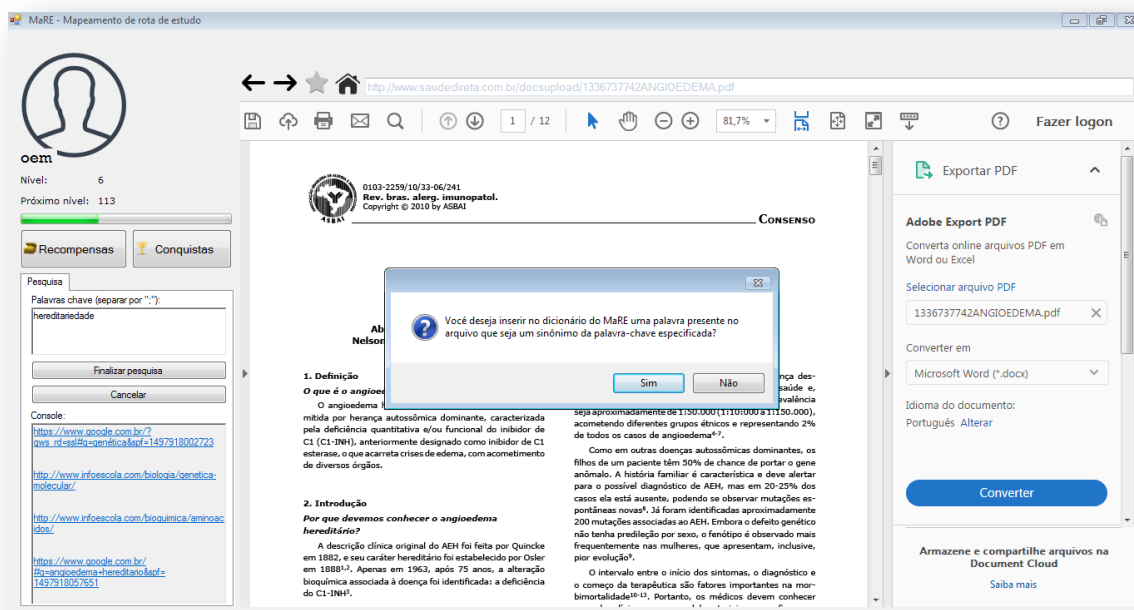 MaRE - Mapeamento de rota de estudo
oem
Nível: 6
Próximo nível: 113
Recompensas
Conquistas
Pesquisa
Palavras chave (separar por ";"):
hereditariedade
Finalizar pesquisa
Cancelar
Console:
https://www.google.com.br/?
gws_rd=ssl#q=genética&spf=1497918002723
http://www.infoescola.com/biologia/genetica-
molecular/
http://www.infoescola.com/bioquimica/aminoac
idos/
https://www.google.com.br/
#q=angioedema+hereditario&spf=
1497918057651
http://www.saudedireta.com.br/docsupload/1336737742ANGIOEDEMA.pdf
1 / 12
81,7%
Fazer logon
0103-2259/10/33-06/241
Rev. bras. alerg. imunopatol.
Copyright © 2010 by ASBAI
ASBAI
CONSENSO
Ab
Nelson
1. Definição
O que é o angioe
O angioedema h
mitida por herança autossômica dominante, caracterizada
pela deficiência quantitativa e/ou funcional do inibidor de
C1 (C1-INH), anteriormente designado como inibidor de C1
esterase, o que acarreta crises de edema, com acometimento
de diversos órgãos.
2. Introdução
Por que devemos conhecer o angioedema
hereditário?
A descrição clínica original do AEH foi feita por Quincke
em 1882, e seu caráter hereditário foi estabelecido por Osler
em 18881,2. Apenas em 1963, após 75 anos, a alteração
bioquímica associada à doença foi identificada: a deficiência
do C1-INH3.
nça des-
saúde e,
evalência
seja aproximadamente de 1:50.000 (1:10:000 a 1:150.000),
acometendo diferentes grupos étnicos e representando 2%
de todos os casos de angioedema4-7.
Como em outras doenças autossômicas dominantes, os
filhos de um paciente têm 50% de chance de portar o gene
anômalo. A história familiar é característica e deve alertar
para o possível diagnóstico de AEH, mas em 20-25% dos
casos ela está ausente, podendo se observar mutações es-
pontâneas novas8. Já foram identificadas aproximadamente
200 mutações associadas ao AEH. Embora o defeito genético
não tenha predileção por sexo, o fenótipo é observado mais
frequentemente nas mulheres, que apresentam, inclusive,
pior evolução9.
O intervalo entre o início dos sintomas, o diagnóstico e
o começo da terapêutica são fatores importantes na mor-
bimortalidade10-13. Portanto, os médicos devem conhecer
Você deseja inserir no dicionário do MaRE uma palavra presente no
arquivo que seja um sinônimo da palavra-chave especificada?
Sim
Não
Exportar PDF
Adobe Export PDF
Converta online arquivos PDF em
Word ou Excel
Selecionar arquivo PDF
1336737742ANGIOEDEMA.pdf
Converter em
Microsoft Word (*.docx)
Idioma do documento:
Português Alterar
Converter
Armazene e compartilhe arquivos na
Document Cloud
Saiba mais